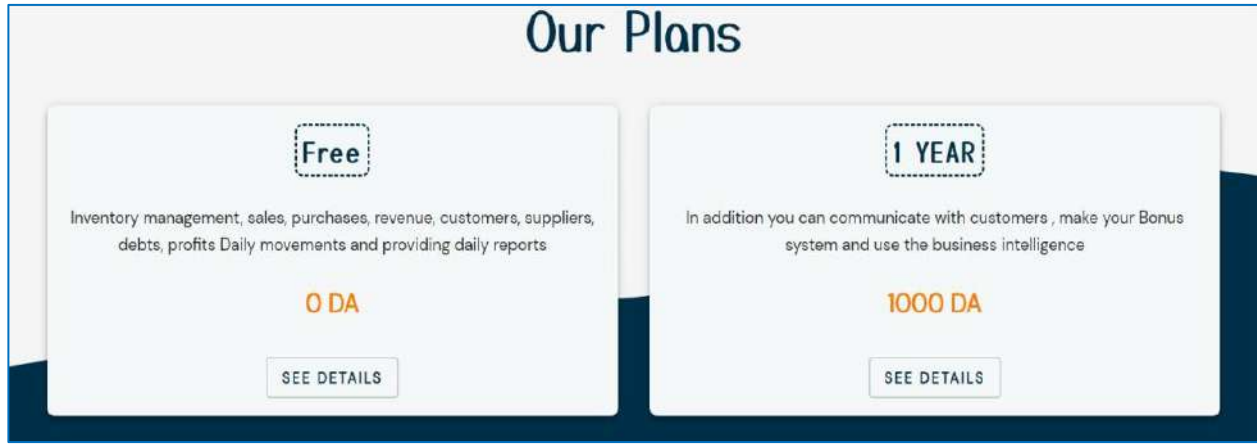 Our Plans
Free
Inventory management, sales, purchases, revenue, customers, suppliers,
debts, profits Daily movements and providing daily reports
0 DA
SEE DETAILS
1 YEAR
In addition you can communicate with customers , make your Bonus
system and use the business intelligence
1000 DA
SEE DETAILS